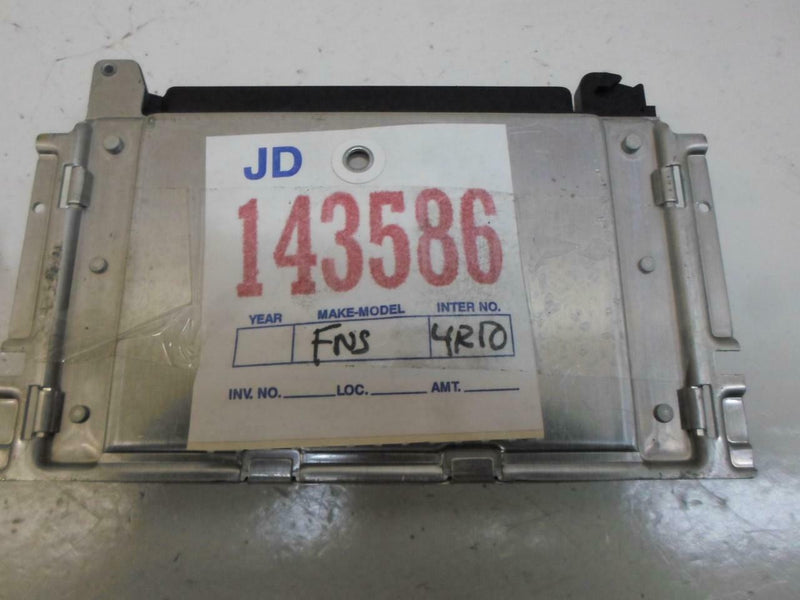 JD
143586
YEAR MAKE-MODEL INTER NO.
FNS 4R10
INV. NO. LOC. AMT.